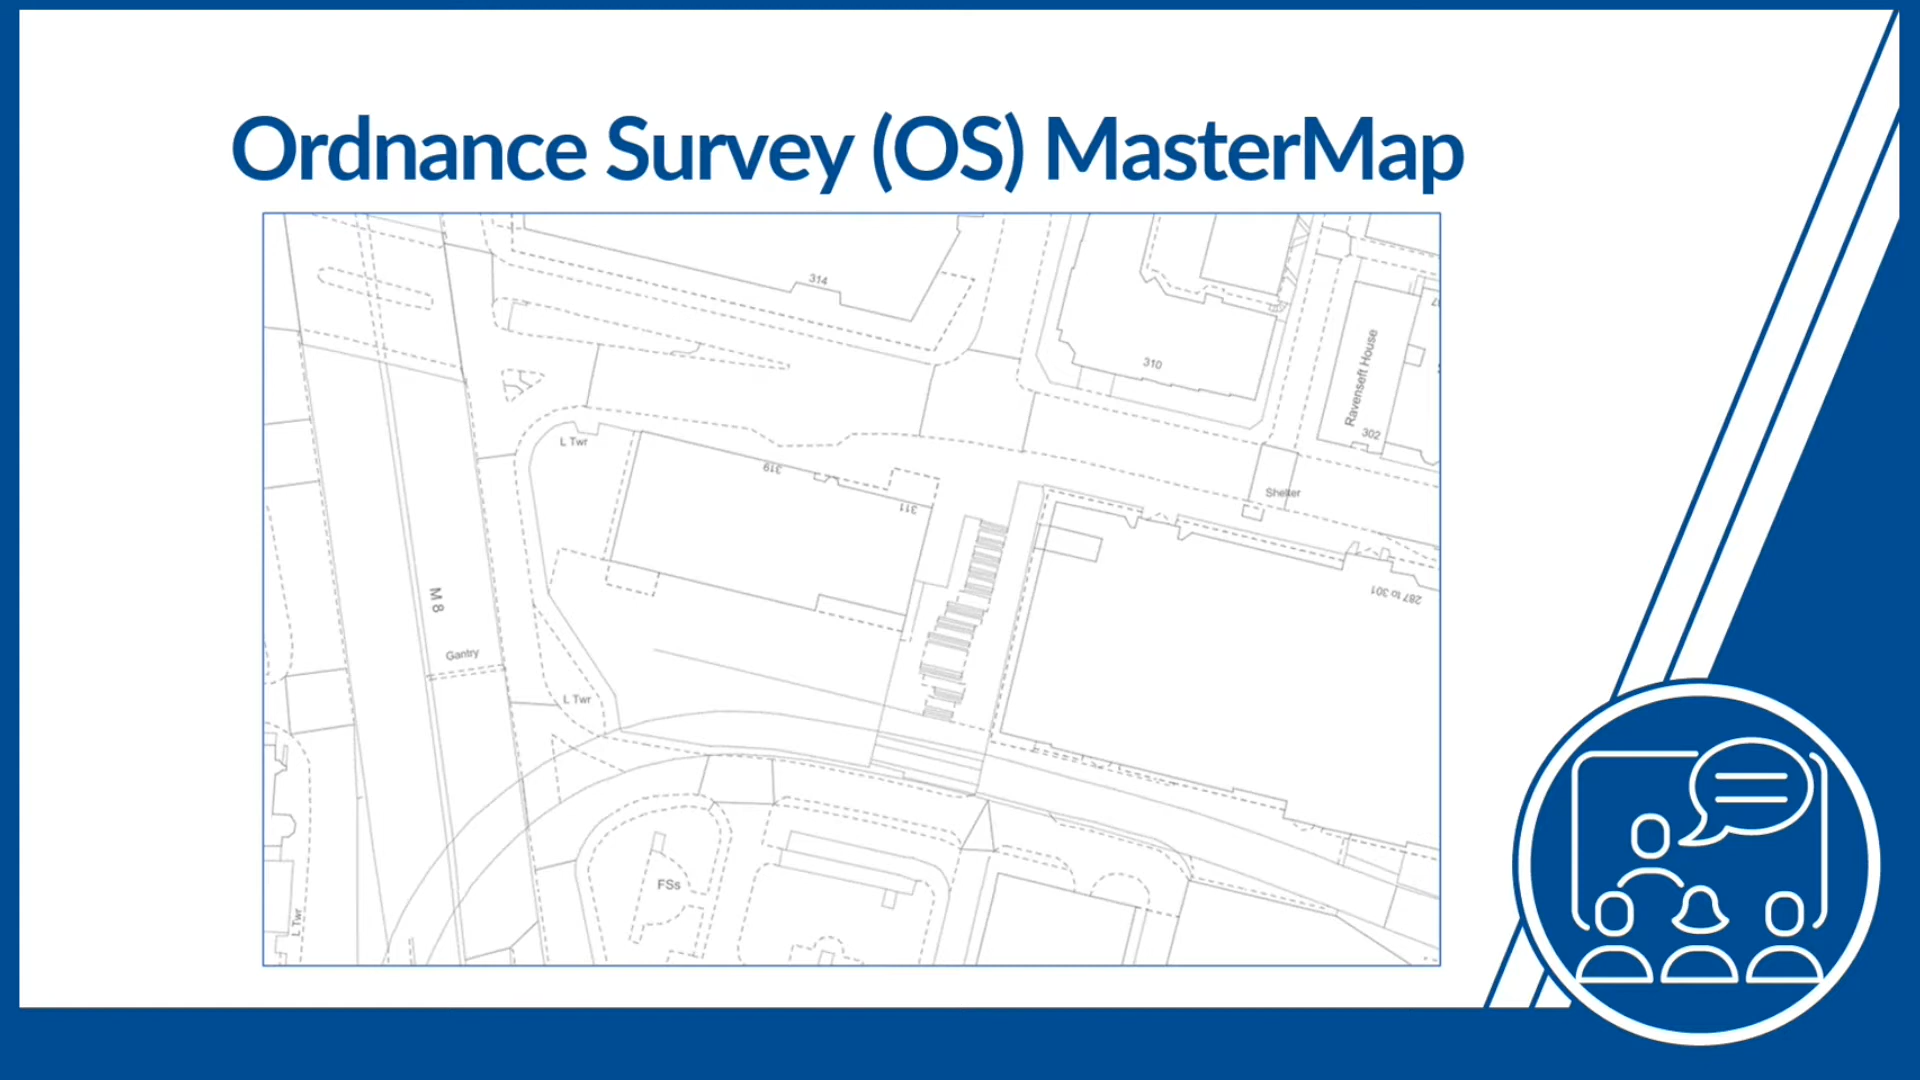 Ordnance Survey (OS) MasterMap
314
310
Ravenseft House
302
L Twr
319
311
Shelter
287 to 301
M 8
Gantry
L Twr
FSs
L Twr